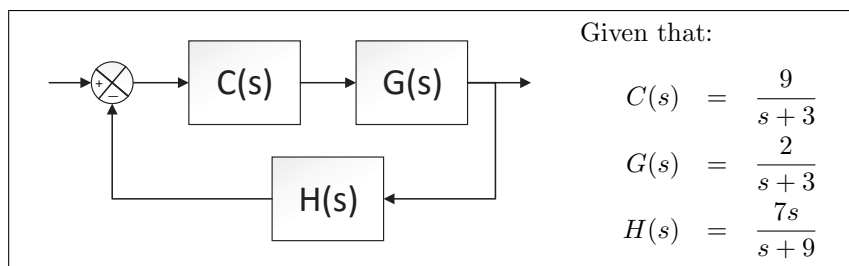 Given that:
+
−
C(s)
G(s)
H(s)
C(s) = 9/(s + 3)
G(s) = 2/(s + 3)
H(s) = 7s/(s + 9)